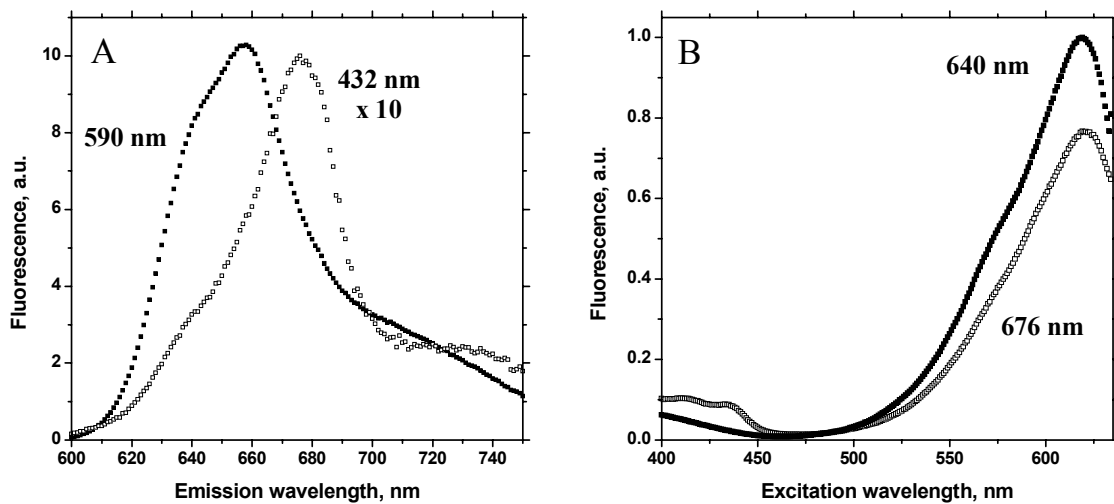 A
590 nm
432 nm
x 10
Fluorescence, a.u.
10
8
6
4
2
0
600 620 640 660 680 700 720 740
Emission wavelength, nm
B
640 nm
676 nm
Fluorescence, a.u.
1.0
0.8
0.6
0.4
0.2
0.0
400 450 500 550 600
Excitation wavelength, nm